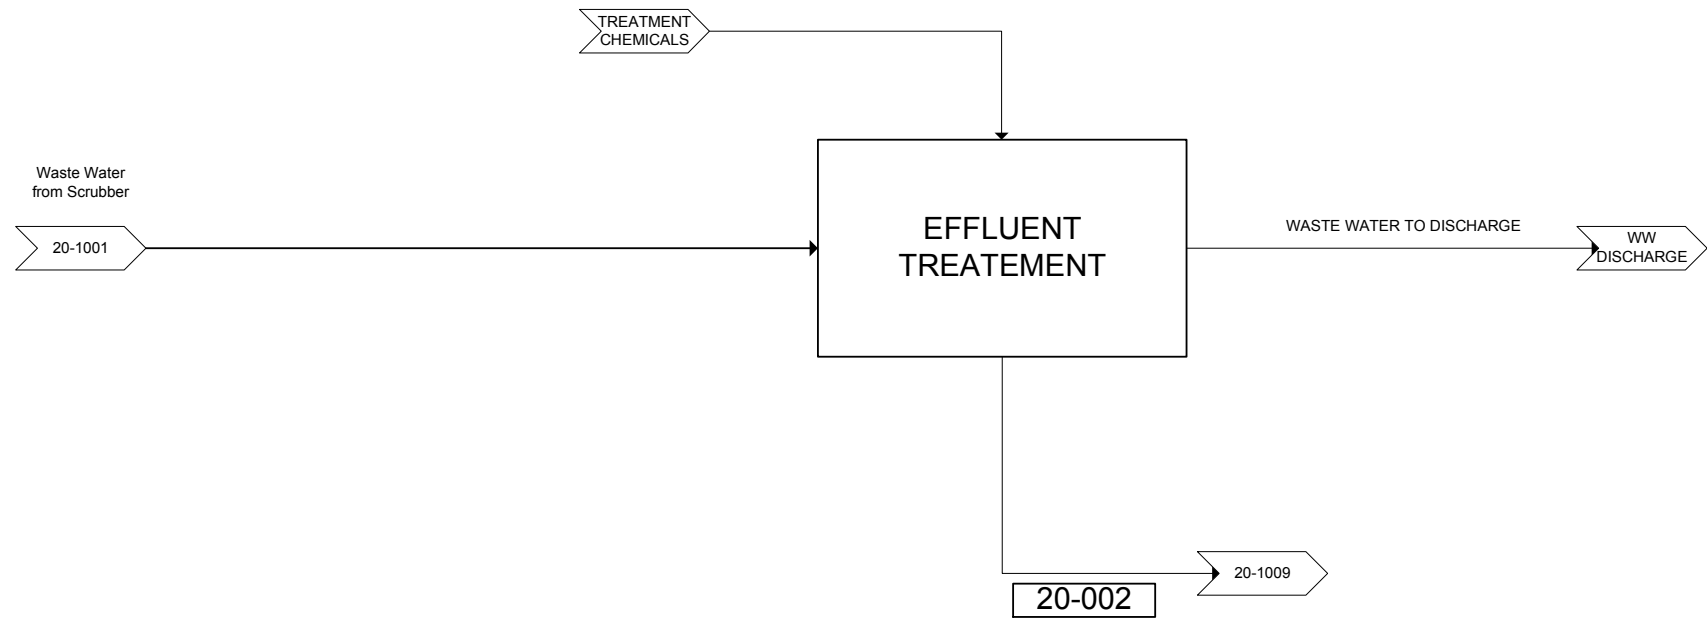 TREATMENT
CHEMICALS
Waste Water
from Scrubber
20-1001
EFFLUENT
TREATEMENT
WASTE WATER TO DISCHARGE
WW
DISCHARGE
20-1009
20-002